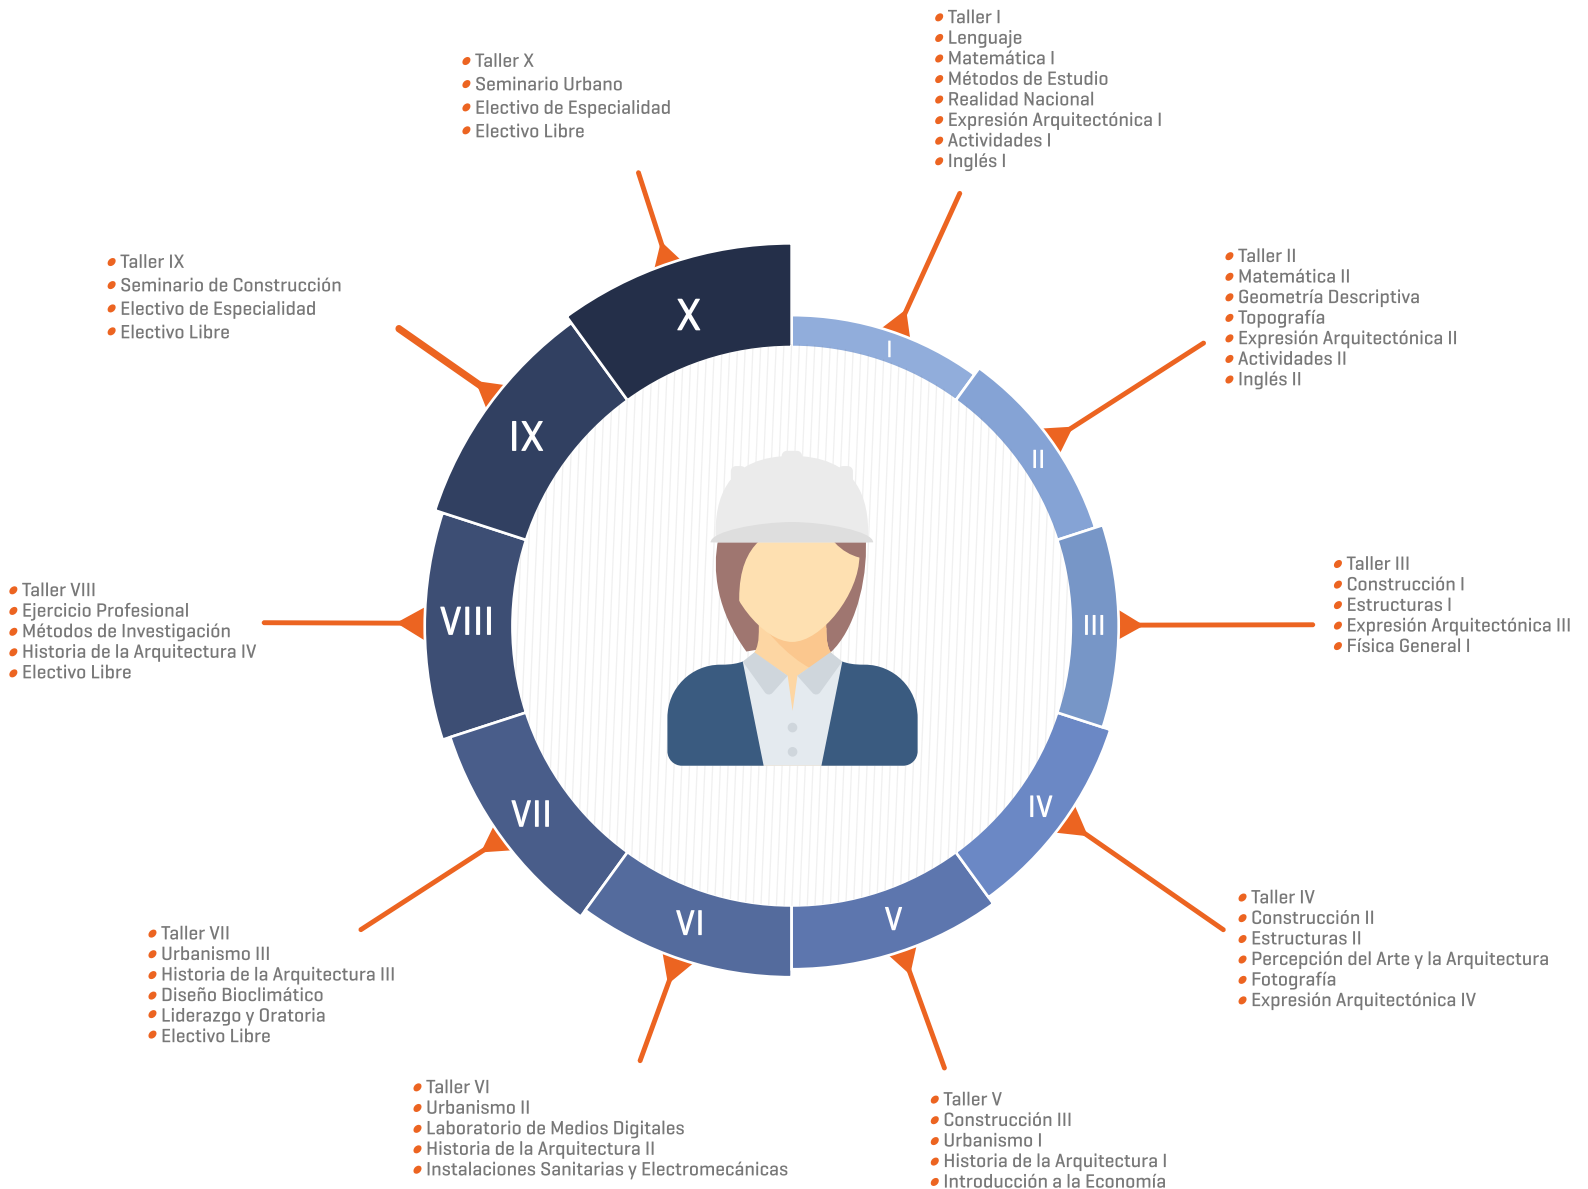 Taller I
Lenguaje
Matemática I
Métodos de Estudio
Realidad Nacional
Expresión Arquitectónica I
Actividades I
Inglés I
I
Taller II
Matemática II
Geometría Descriptiva
Topografía
Expresión Arquitectónica II
Actividades II
Inglés II
II
Taller III
Construcción I
Estructuras I
Expresión Arquitectónica III
Física General I
III
Taller IV
Construcción II
Estructuras II
Percepción del Arte y la Arquitectura
Fotografía
Expresión Arquitectónica IV
IV
Taller V
Construcción III
Urbanismo I
Historia de la Arquitectura I
Introducción a la Economía
V
Taller VI
Urbanismo II
Laboratorio de Medios Digitales
Historia de la Arquitectura II
Instalaciones Sanitarias y Electromecánicas
VI
Taller VII
Urbanismo III
Historia de la Arquitectura III
Diseño Bioclimático
Liderazgo y Oratoria
Electivo Libre
VII
Taller VIII
Ejercicio Profesional
Métodos de Investigación
Historia de la Arquitectura IV
Electivo Libre
VIII
Taller IX
Seminario de Construcción
Electivo de Especialidad
Electivo Libre
IX
Taller X
Seminario Urbano
Electivo de Especialidad
Electivo Libre
X